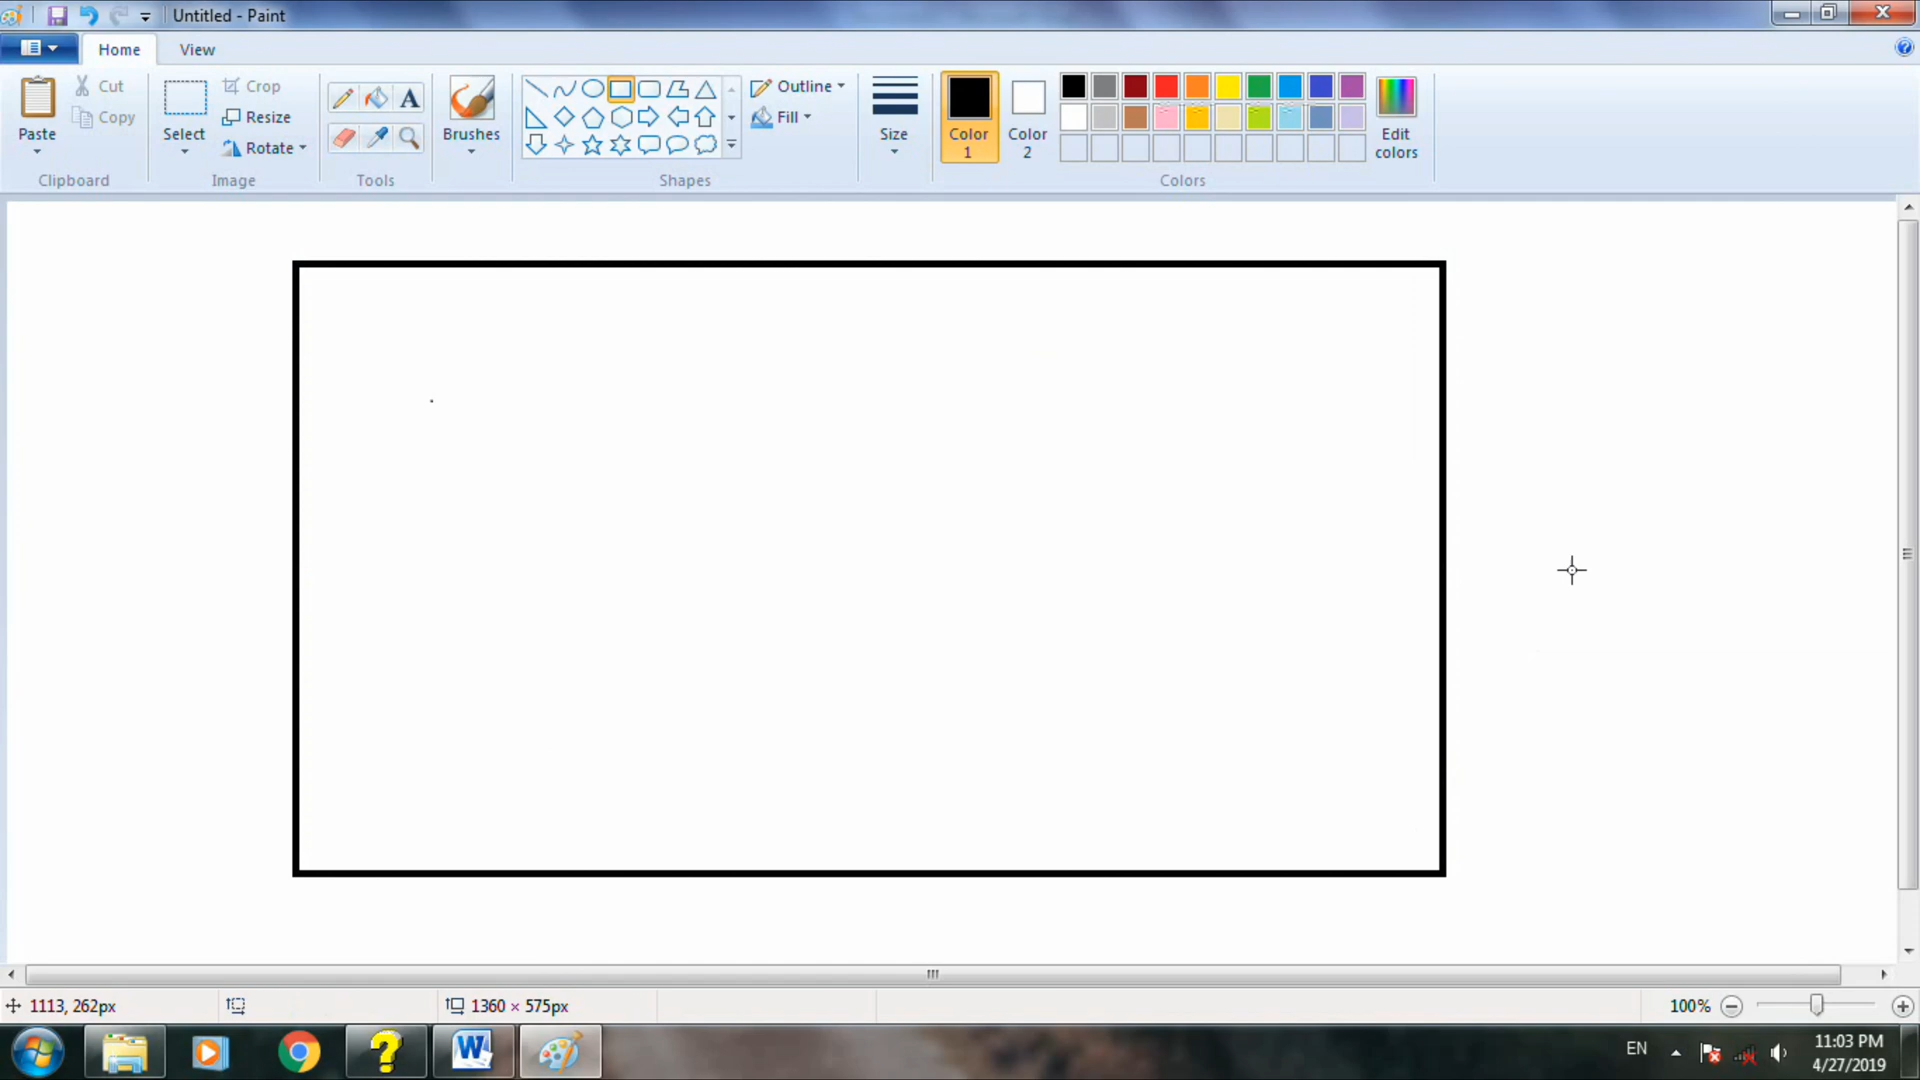 Untitled - Paint
Home View
Paste
Cut
Copy
Clipboard
Select
Crop
Resize
Rotate
Image
A
Tools
Brushes
Outline
Fill
Shapes
Size
Color
1
Color
2
Edit
colors
Colors
1113, 262px
1360 × 575px
100%
EN
11:03 PM
4/27/2019